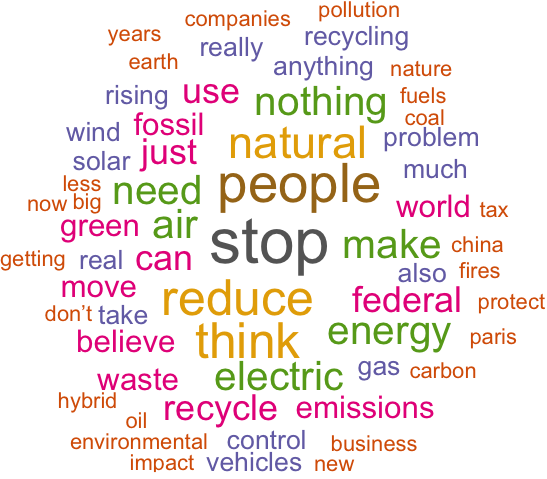 pollution
companies
years
really
recycling
earth
anything
nature
rising
use
nothing
fuels
coal
wind
fossil
natural
problem
solar
just
much
less
need
people
now
big
world
tax
green
air
stop
make
china
getting
real
can
also
fires
move
reduce
federal
protect
don't
take
believe
think
energy
paris
waste
electric
gas
carbon
hybrid
recycle
emissions
oil
environmental
control
business
impact
vehicles
new